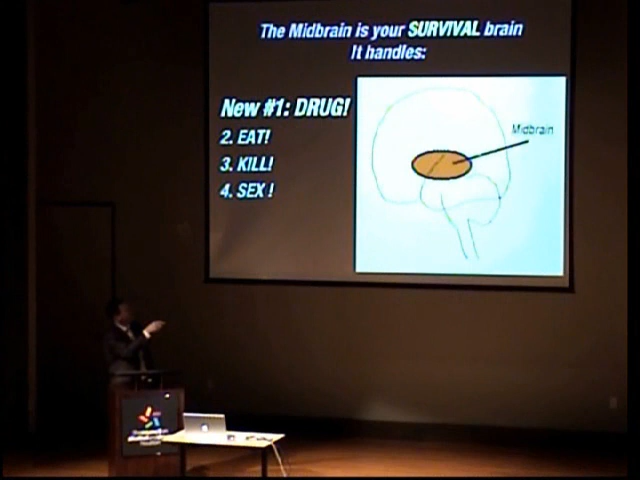 The Midbrain is your SURVIVAL brain
It handles:
New #1: DRUG!
2. EAT!
3. KILL!
4. SEX !
Midbrain